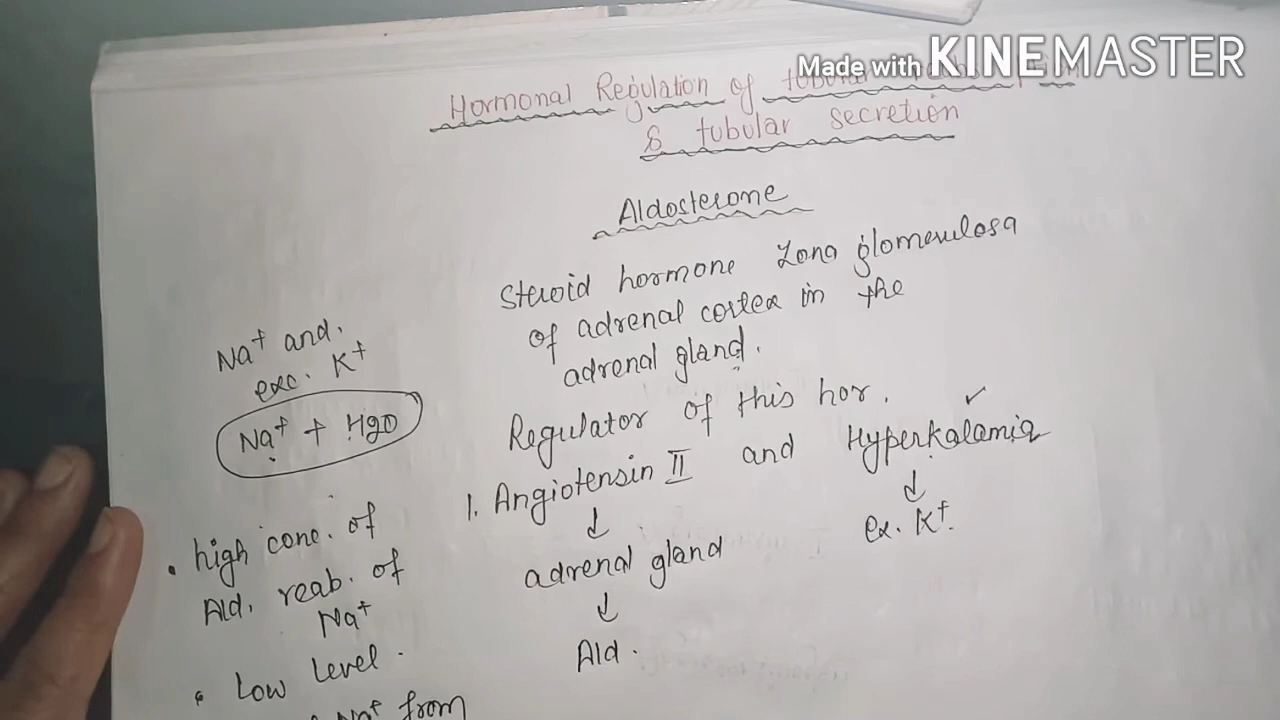 Made with KINEMASTER
Hormonal Regulation of
& tubular secretion
Aldosterone
Steroid hormone Zona glomerulosa
of adrenal cortex in the
adrenal gland.
Regulator of this hor.
1. Angiotensin II and Hyperkalamia
↓ ↓
adrenal gland ex. K+.
↓
Ald.
Na+ and.
exc. K+
Na+ + H2O
• high conc. of
Ald. reab. of
Na+
• Low level.
Na+ from